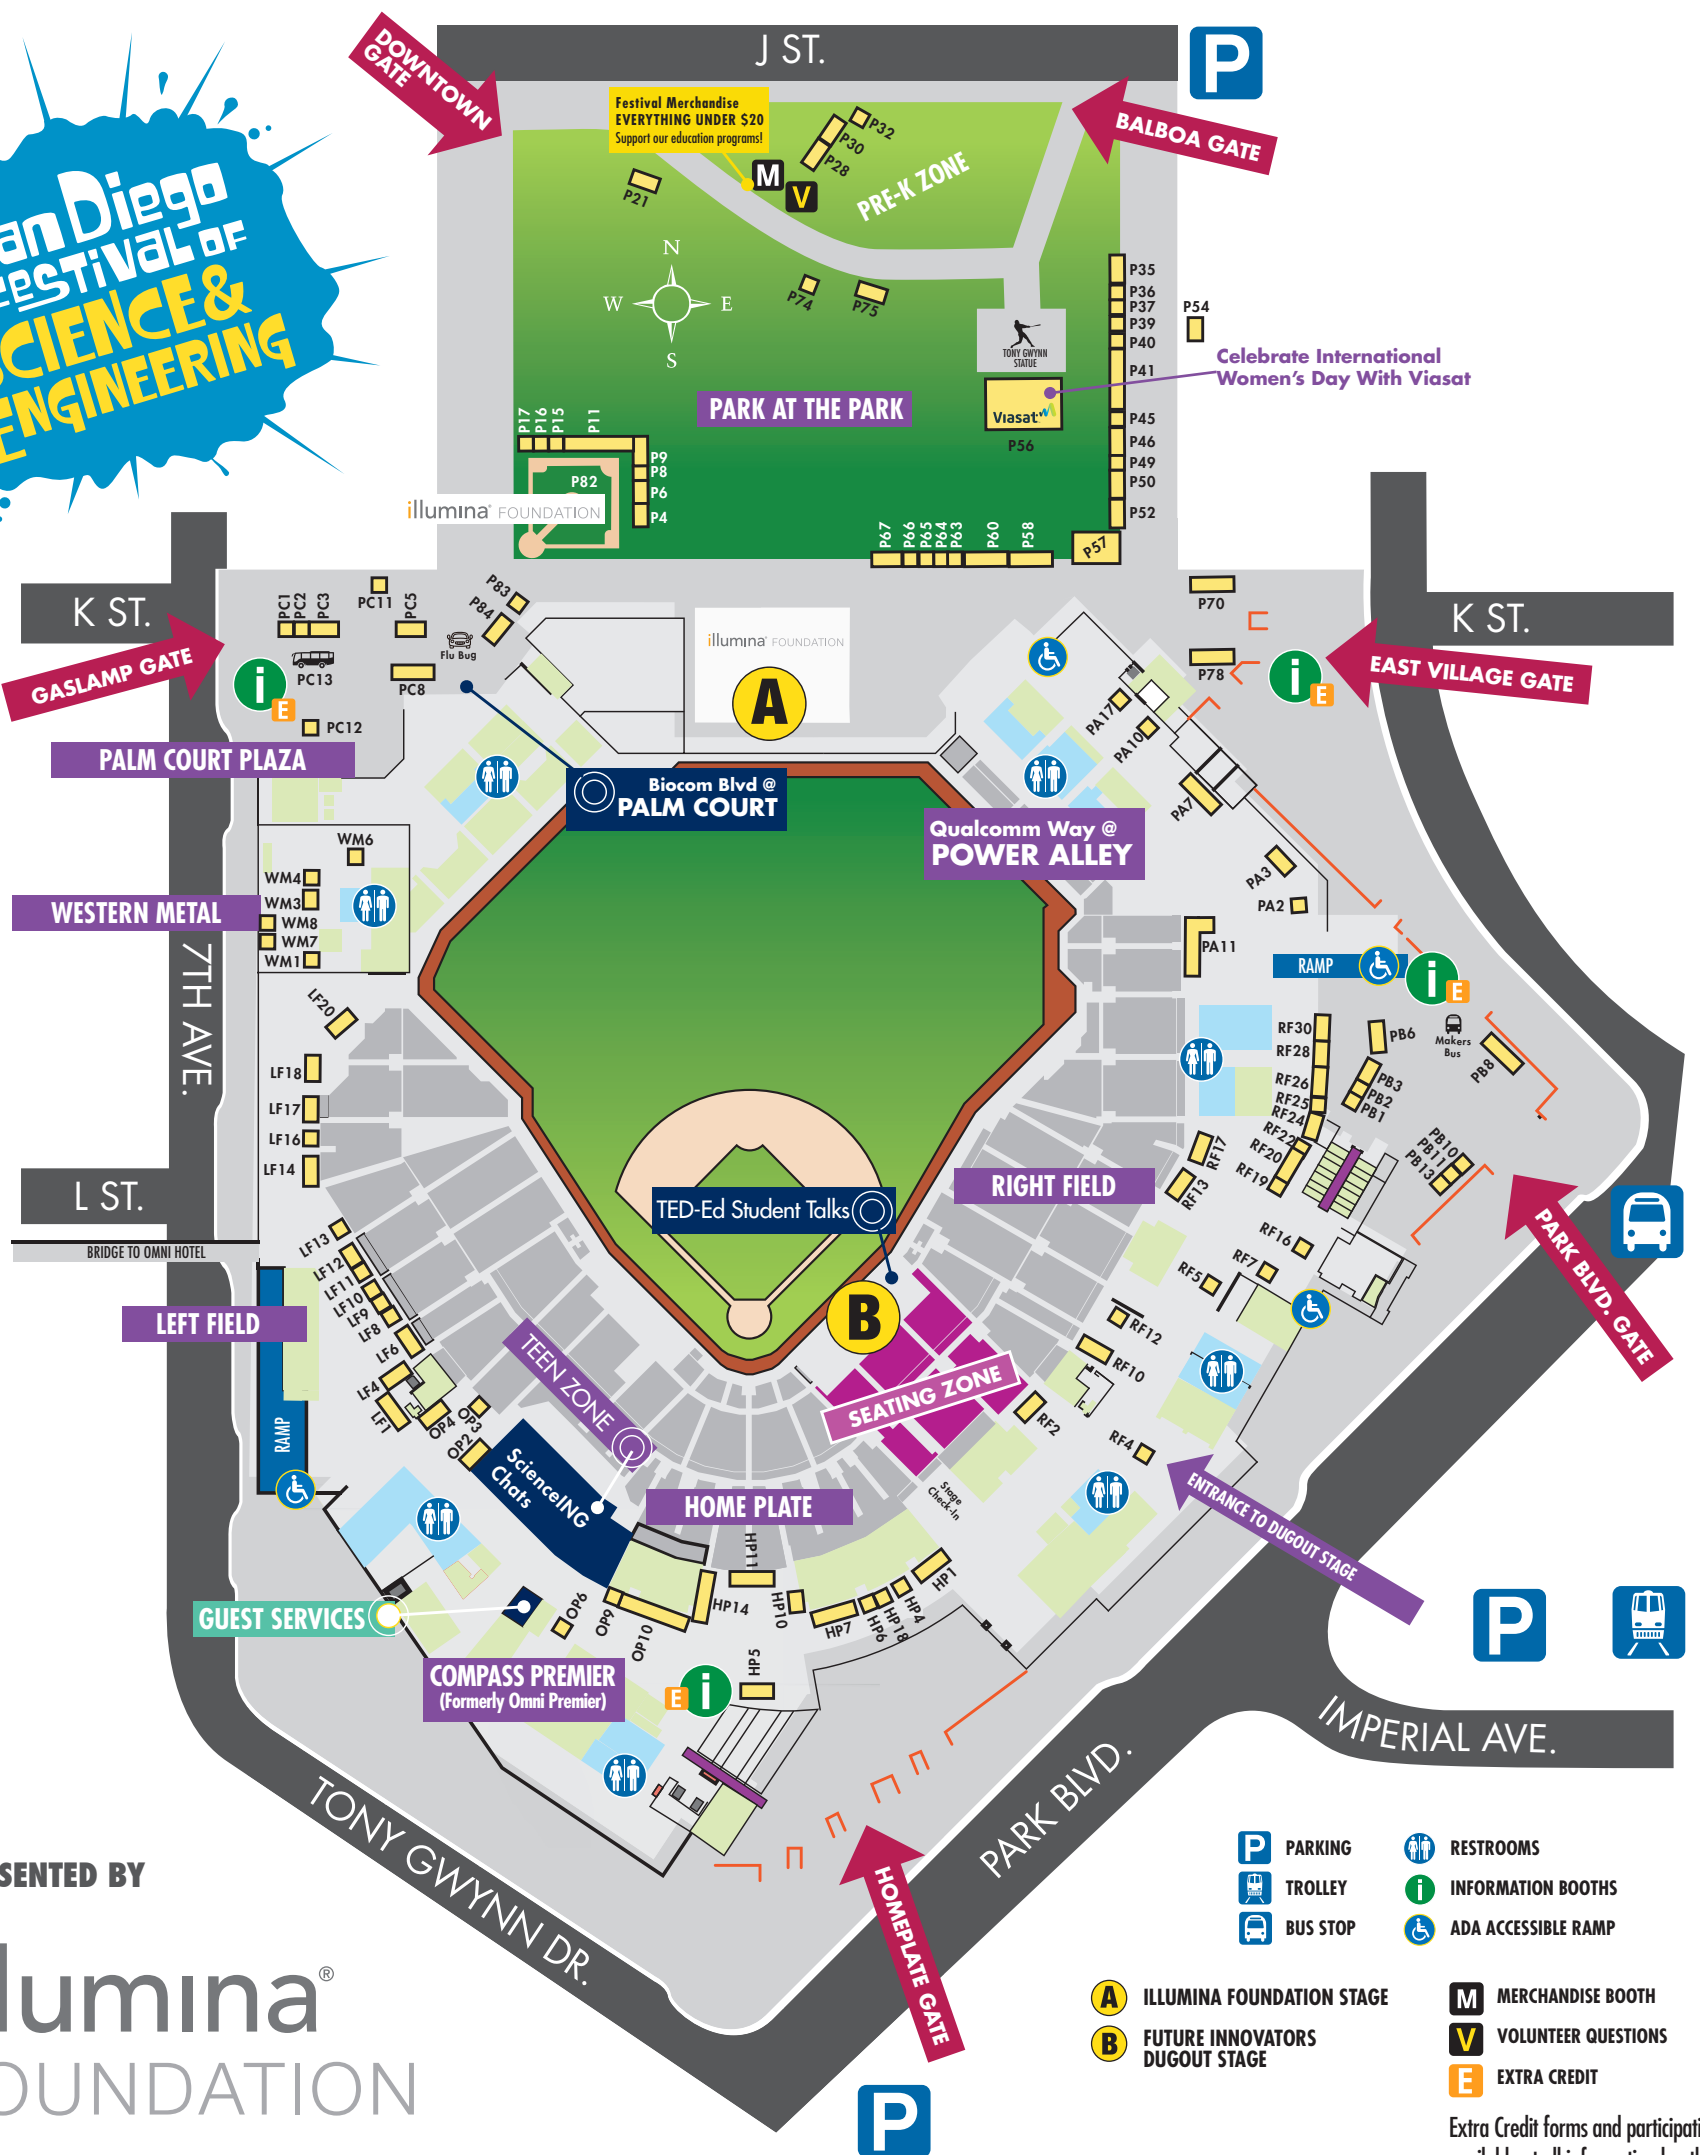 J ST.
DOWNTOWN
GATE
P
BALBOA GATE
Festival Merchandise
EVERYTHING UNDER $20
Support our education programs!
M
V
P32
P30
P28
P21
PRE-K ZONE
an Diego
FESTIVAL OF
SCIENCE &
ENGINEERING
N
W
E
S
P74
P75
TONY GWYNN
STATUE
P35
P36
P37
P39
P40
P41
P45
P46
P49
P50
P52
P54
Celebrate International
Women's Day With Viasat
Viasat
P56
PARK AT THE PARK
P17
P16
P15
P11
P9
P8
P6
P4
P82
illumina® FOUNDATION
P67
P66
P65
P64
P63
P60
P58
P57
K ST.
GASLAMP GATE
PC1
PC2
PC3
PC11
PC5
P83
P84
Flu Bug
PC13
PC8
i
E
PC12
PALM COURT PLAZA
illumina® FOUNDATION
A
P70
P78
K ST.
EAST VILLAGE GATE
i
E
PA17
PA10
PA7
Biocom Blvd @
PALM COURT
Qualcomm Way @
POWER ALLEY
PA3
PA2
PA11
RAMP
i
E
WM6
WM4
WM3
WM8
WM7
WM1
WESTERN METAL
7TH AVE.
LF20
LF18
LF17
LF16
LF14
L ST.
BRIDGE TO OMNI HOTEL
LF13
LF12
LF11
LF10
LF9
LF8
LF6
LF4
LF1
LEFT FIELD
RAMP
RF30
RF28
RF26
RF25
RF24
RF22
RF20
RF19
PB6
Makers
Bus
PB8
PB3
PB2
PB1
PB10
PB11
PB13
RF17
RF13
RF16
RF7
RF5
RF12
RF10
RF2
RF4
RIGHT FIELD
PARK BLVD. GATE
TED-Ed Student Talks
B
SEATING ZONE
TEEN ZONE
OP4
OP3
OP2
ScienceING
Chats
HOME PLATE
Stage
Check-In
ENTRANCE TO DUGOUT STAGE
GUEST SERVICES
OP6
OP9
OP10
HP14
HP11
HP10
HP7
HP6
HP18
HP4
HP1
HP5
COMPASS PREMIER
(Formerly Omni Premier)
E
i
P
IMPERIAL AVE.
PARK BLVD.
TONY GWYNN DR.
HOMEPLATE GATE
P
SENTED BY
llumina®
OUNDATION
P PARKING
TROLLEY
BUS STOP
RESTROOMS
i INFORMATION BOOTHS
ADA ACCESSIBLE RAMP
A ILLUMINA FOUNDATION STAGE
B FUTURE INNOVATORS
DUGOUT STAGE
M MERCHANDISE BOOTH
V VOLUNTEER QUESTIONS
E EXTRA CREDIT
Extra Credit forms and participati